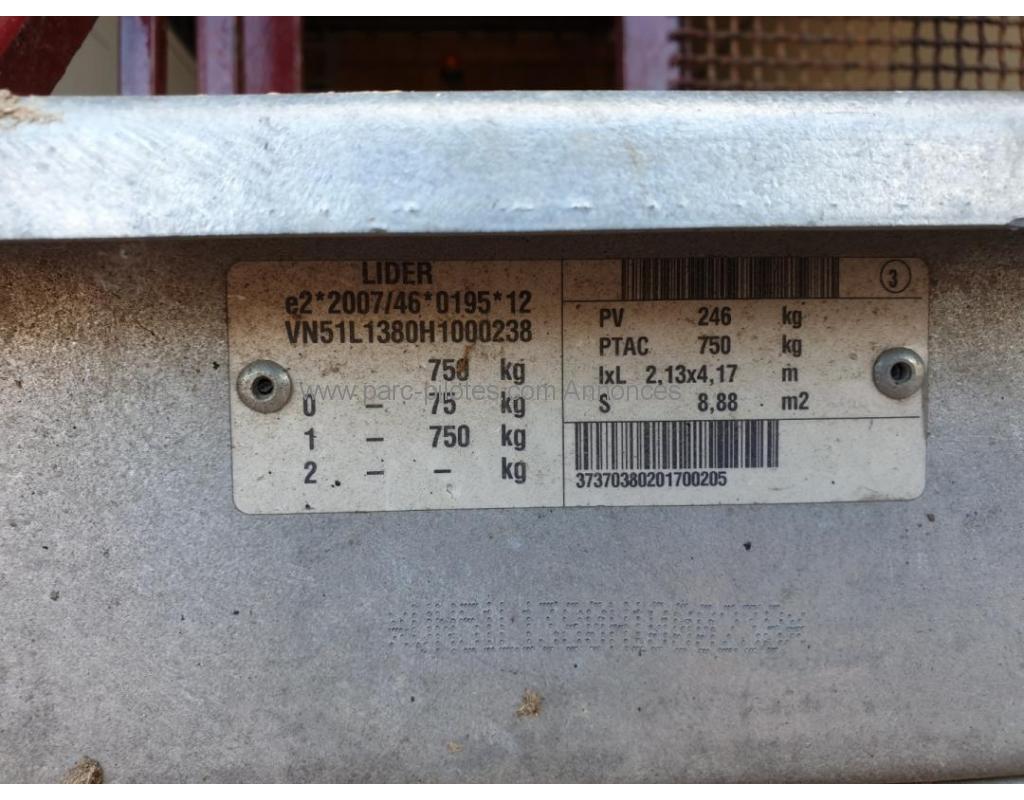 LIDER
e2*2007/46*0195*12
VN51L1380H1000238
750 kg
0 – 75 kg
1 – 750 kg
2 – – kg
3
PV 246 kg
PTAC 750 kg
lxL 2,13x4,17 m
S 8,88 m2
37370380201700205
www.parc-pilotes.com Annonces
*VN51L1380H1000238*